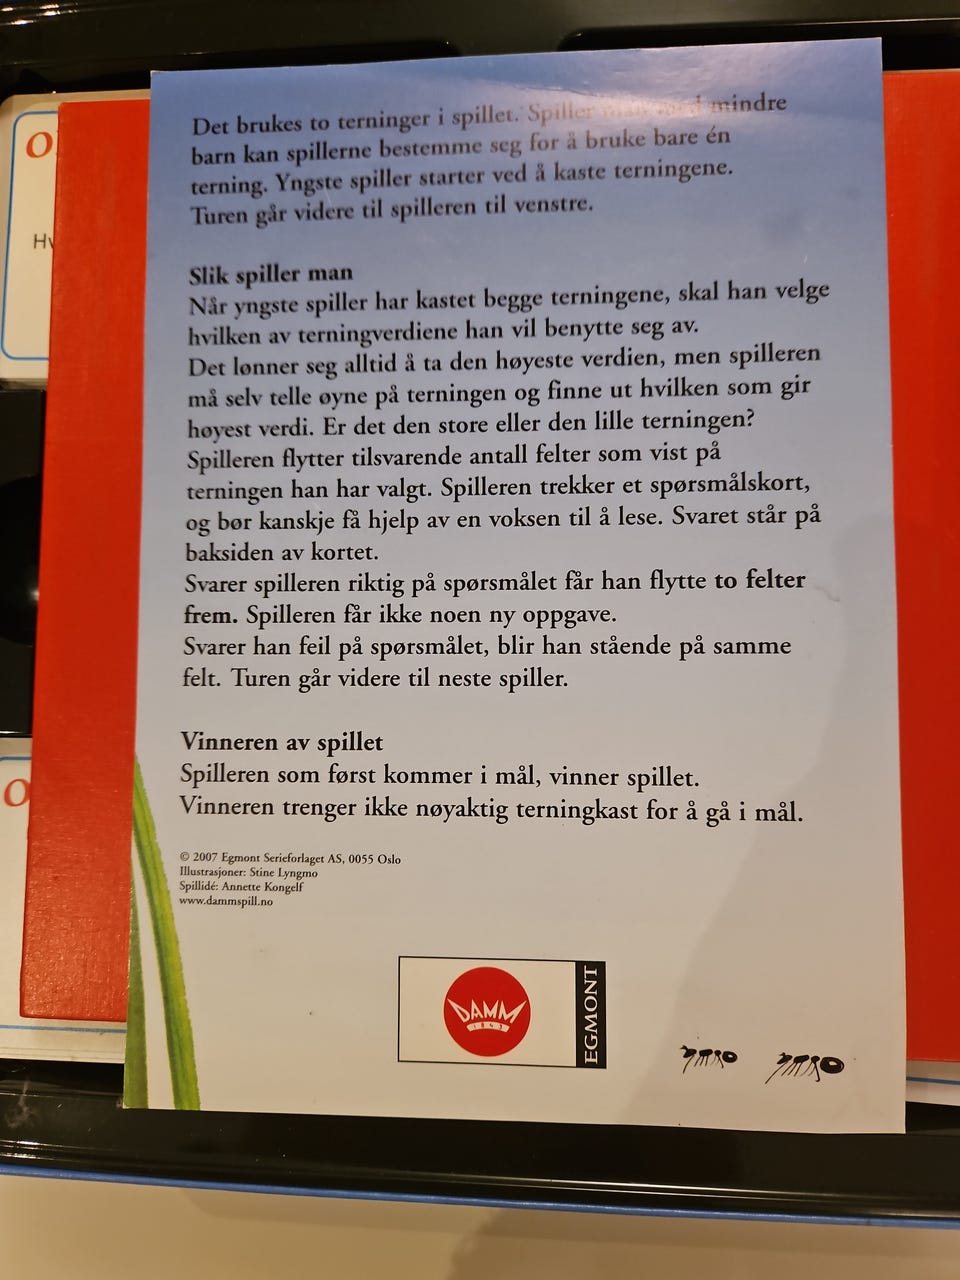 Det brukes to terninger i spillet. Spiller man med mindre
barn kan spillerne bestemme seg for å bruke bare én
terning. Yngste spiller starter ved å kaste terningene.
Turen går videre til spilleren til venstre.
Slik spiller man
Når yngste spiller har kastet begge terningene, skal han velge
hvilken av terningverdiene han vil benytte seg av.
Det lønner seg alltid å ta den høyeste verdien, men spilleren
må selv telle øyne på terningen og finne ut hvilken som gir
høyest verdi. Er det den store eller den lille terningen?
Spilleren flytter tilsvarende antall felter som vist på
terningen han har valgt. Spilleren trekker et spørsmålskort,
og bør kanskje få hjelp av en voksen til å lese. Svaret står på
baksiden av kortet.
Svarer spilleren riktig på spørsmålet får han flytte to felter
frem. Spilleren får ikke noen ny oppgave.
Svarer han feil på spørsmålet, blir han stående på samme
felt. Turen går videre til neste spiller.
Vinneren av spillet
Spilleren som først kommer i mål, vinner spillet.
Vinneren trenger ikke nøyaktig terningkast for å gå i mål.
© 2007 Egmont Serieforlaget AS, 0055 Oslo
Illustrasjoner: Stine Lyngmo
Spillidé: Annette Kongelf
www.dammspill.no
DAMM
1843
EGMONT